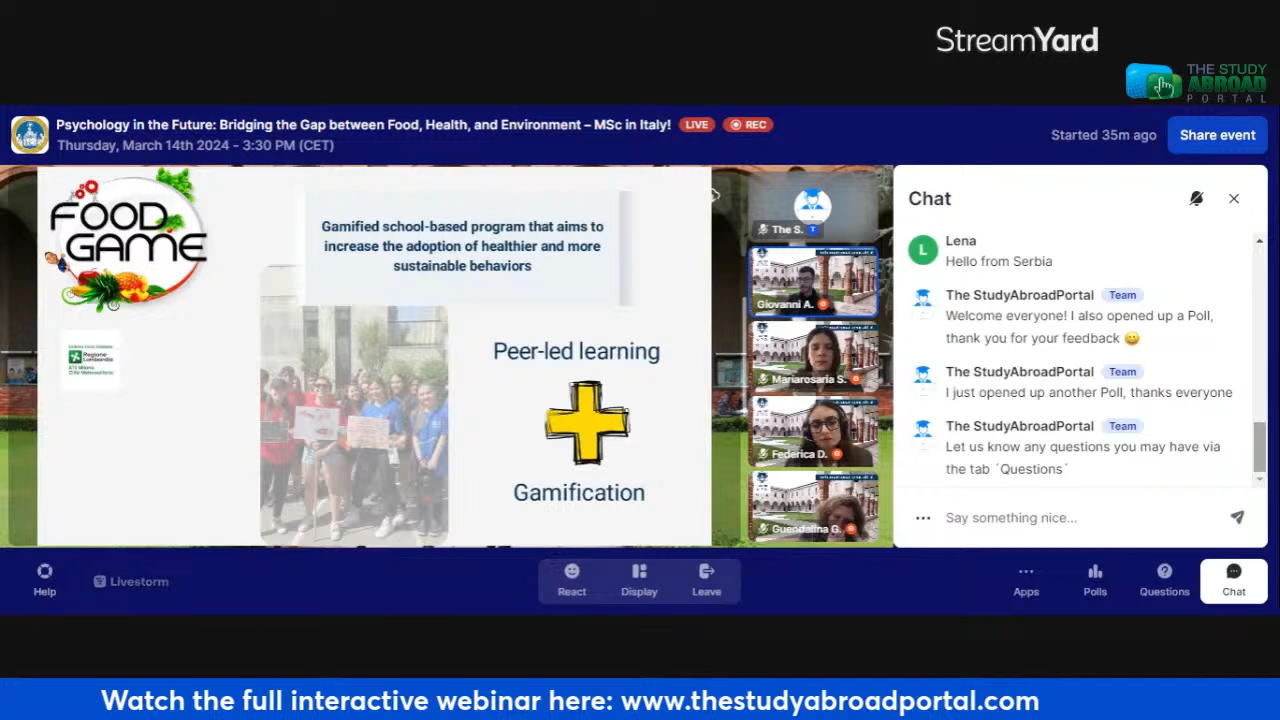 StreamYard
THE STUDY
ABROAD
PORTAL
Psychology in the Future: Bridging the Gap between Food, Health, and Environment – MSc in Italy!
LIVE
REC
Thursday, March 14th 2024 - 3:30 PM (CET)
Started 35m ago
Share event
FOOD
GAME
Gamified school-based program that aims to
increase the adoption of healthier and more
sustainable behaviors
Regione
Lombardia
Peer-led learning
Gamification
The S.
T
Giovanni A.
Mariarosaria S.
Federica D.
Guendalina G.
Chat
L
Lena
Hello from Serbia
The StudyAbroadPortal
Team
Welcome everyone! I also opened up a Poll,
thank you for your feedback 😀
The StudyAbroadPortal
Team
I just opened up another Poll, thanks everyone
The StudyAbroadPortal
Team
Let us know any questions you may have via
the tab ´Questions`
Say something nice...
Help
Livestorm
React
Display
Leave
Apps
Polls
Questions
Chat
Watch the full interactive webinar here: www.thestudyabroadportal.com